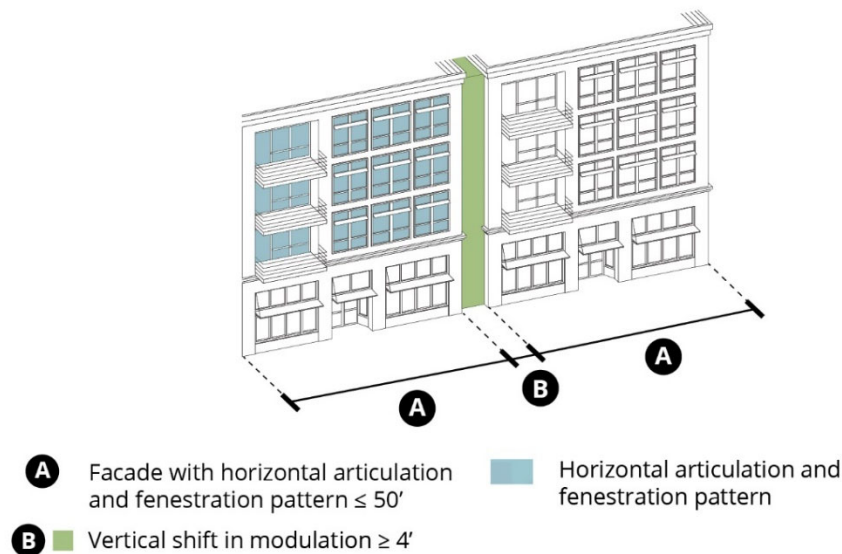 A
B
A
A Facade with horizontal articulation
and fenestration pattern ≤ 50′
Horizontal articulation and
fenestration pattern
B Vertical shift in modulation ≥ 4′